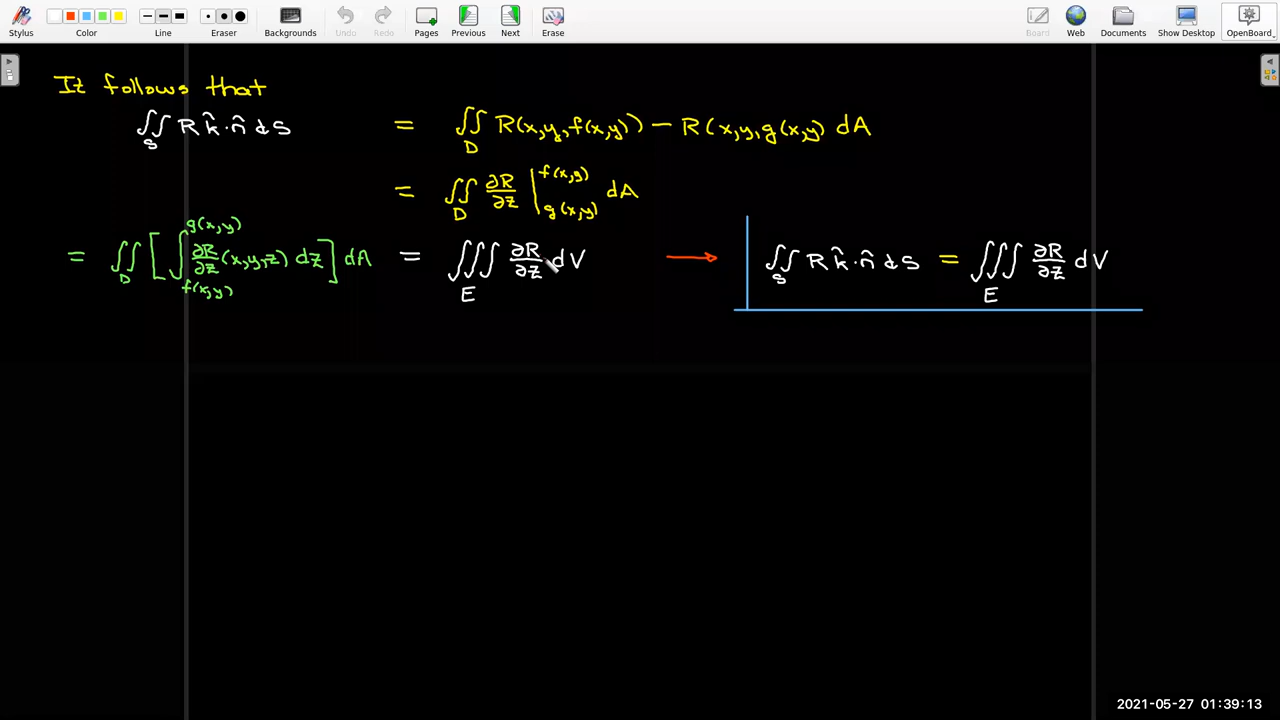 Stylus Color Line Eraser Backgrounds Undo Redo Pages Previous Next Erase Board Web Documents Show Desktop OpenBoard
It follows that
∬_S R k̂·n̂ dS = ∬_D R(x,y,f(x,y)) − R(x,y,g(x,y) dA
= ∬_D ∂R/∂z |_{g(x,y)}^{f(x,y)} dA
= ∬_D [∫_{f(x,y)}^{g(x,y)} ∂R/∂z (x,y,z) dz] dA = ∭_E ∂R/∂z dV → ∬_S R k̂·n̂ dS = ∭_E ∂R/∂z dV
2021-05-27 01:39:13